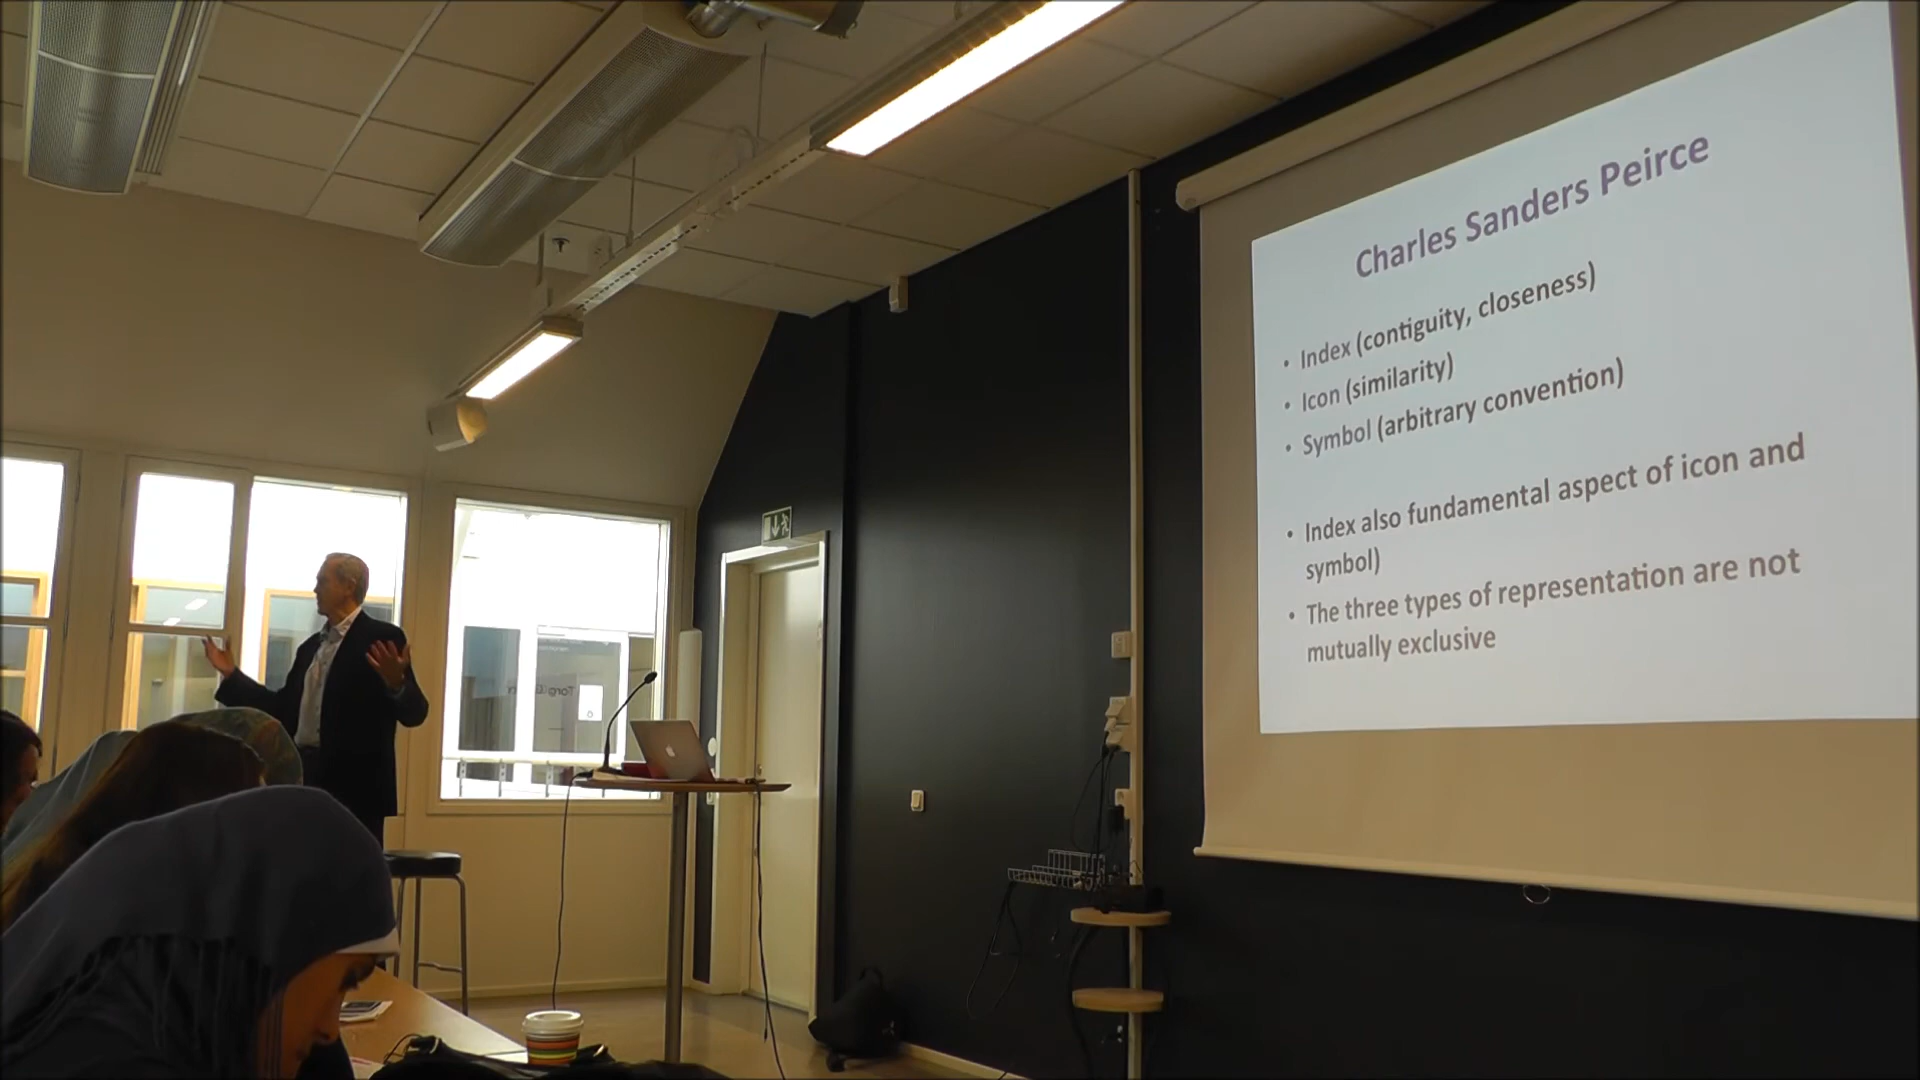 Charles Sanders Peirce
• Index (contiguity, closeness)
• Icon (similarity)
• Symbol (arbitrary convention)
• Index also fundamental aspect of icon and
symbol)
• The three types of representation are not
mutually exclusive